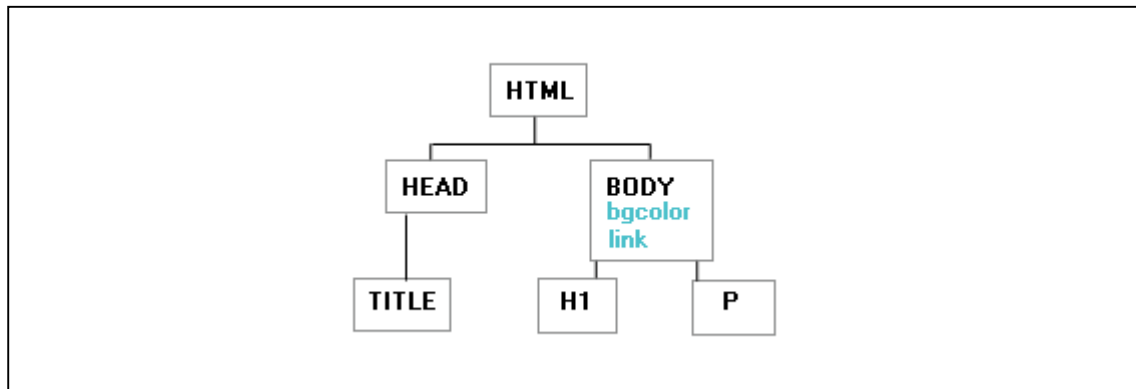 HTML
HEAD
BODY
bgcolor
link
TITLE
H1
P